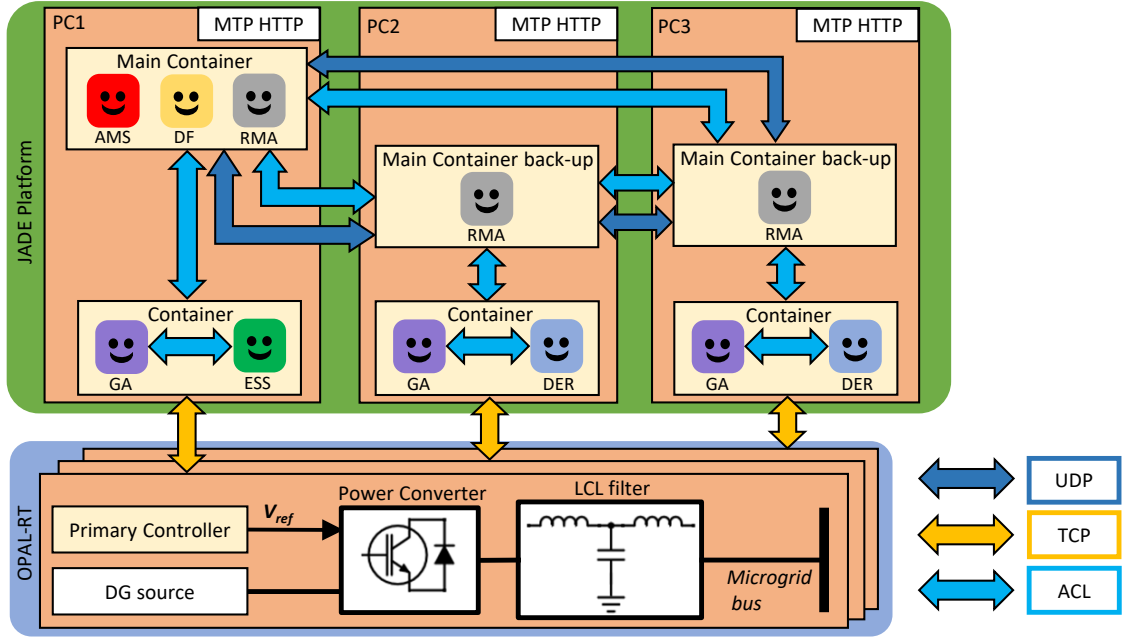 JADE Platform
PC1
MTP HTTP
Main Container
AMS
DF
RMA
Container
GA
ESS
PC2
MTP HTTP
Main Container back-up
RMA
Container
GA
DER
PC3
MTP HTTP
Main Container back-up
RMA
Container
GA
DER
OPAL-RT
Primary Controller
V_ref
DG source
Power Converter
LCL filter
Microgrid
bus
UDP
TCP
ACL